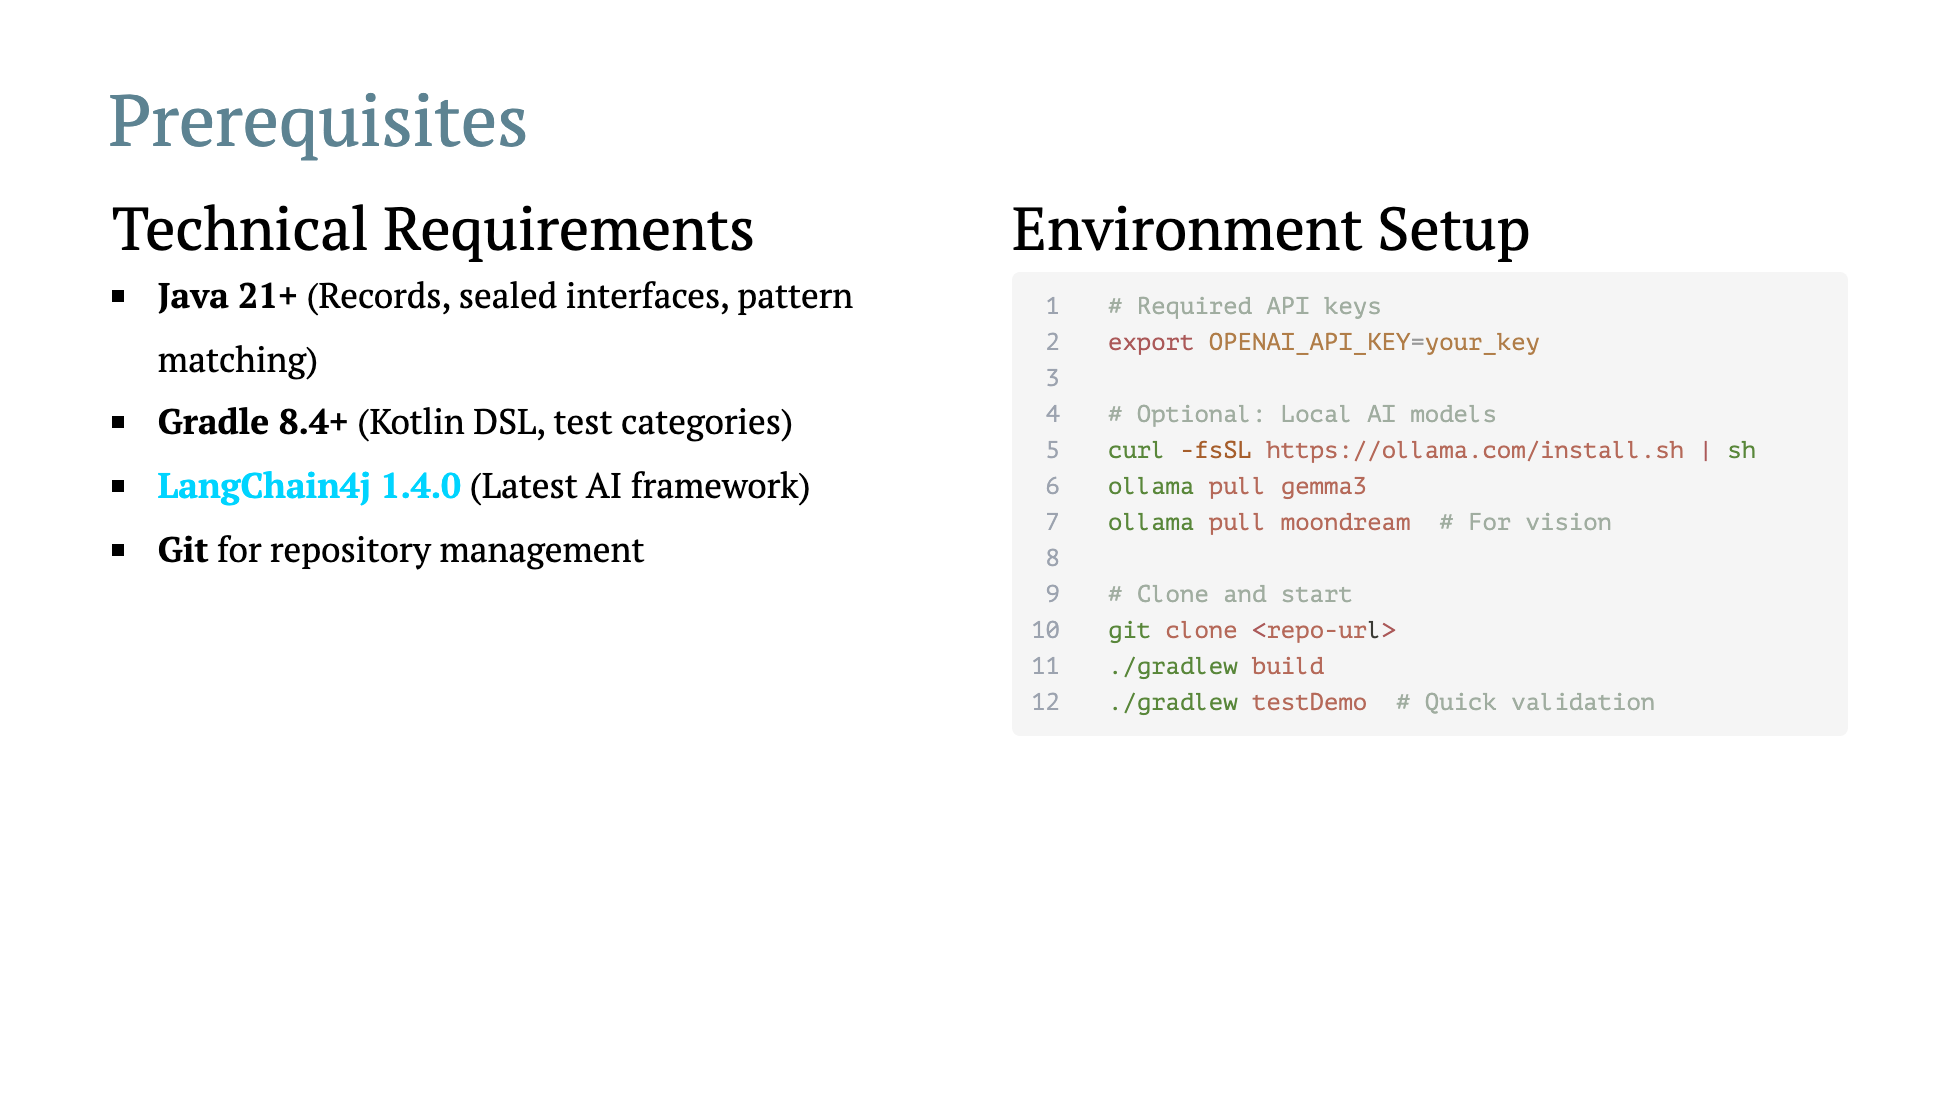 Prerequisites
Technical Requirements
▪ Java 21+ (Records, sealed interfaces, pattern
matching)
▪ Gradle 8.4+ (Kotlin DSL, test categories)
▪ LangChain4j 1.4.0 (Latest AI framework)
▪ Git for repository management
Environment Setup
1 # Required API keys
2 export OPENAI_API_KEY=your_key
3
4 # Optional: Local AI models
5 curl -fsSL https://ollama.com/install.sh | sh
6 ollama pull gemma3
7 ollama pull moondream  # For vision
8
9 # Clone and start
10 git clone <repo-url>
11 ./gradlew build
12 ./gradlew testDemo  # Quick validation